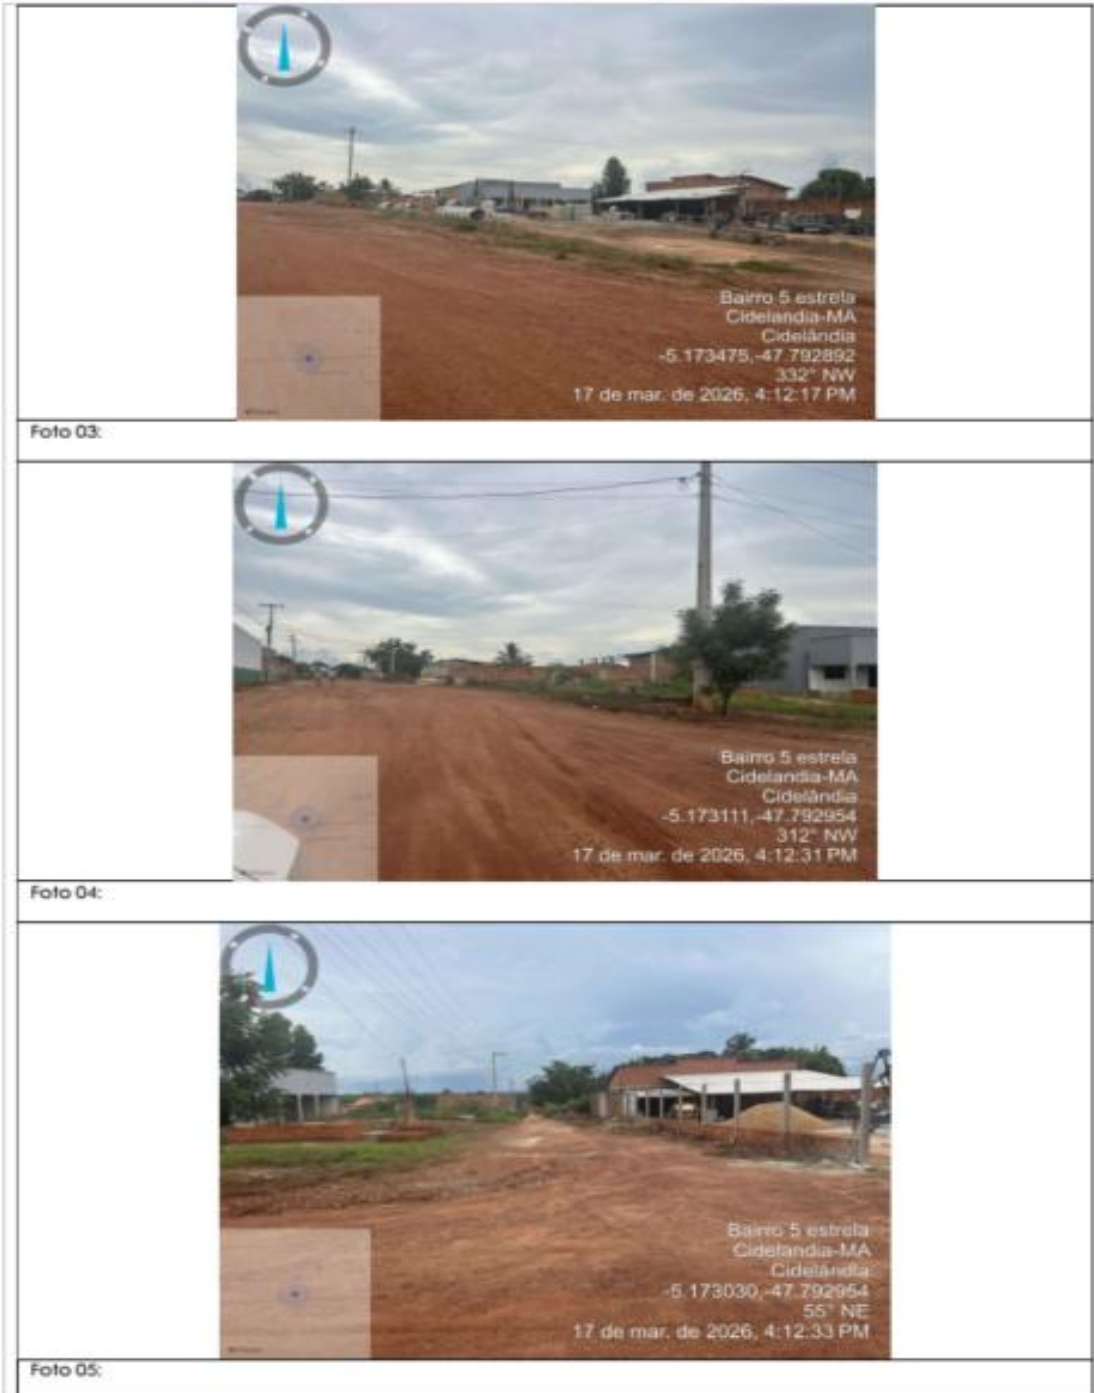 Bairro 5 estrela
Cidelandia-MA
Cidelândia
-5.173475,-47.792892
332° NW
17 de mar. de 2026, 4:12:17 PM
Foto 03:
Bairro 5 estrela
Cidelandia-MA
Cidelândia
-5.173111,-47.792954
312° NW
17 de mar. de 2026, 4:12:31 PM
Foto 04:
Bairro 5 estrela
Cidelandia-MA
Cidelândia
-5.173030,-47.792954
55° NE
17 de mar. de 2026, 4:12:33 PM
Foto 05: